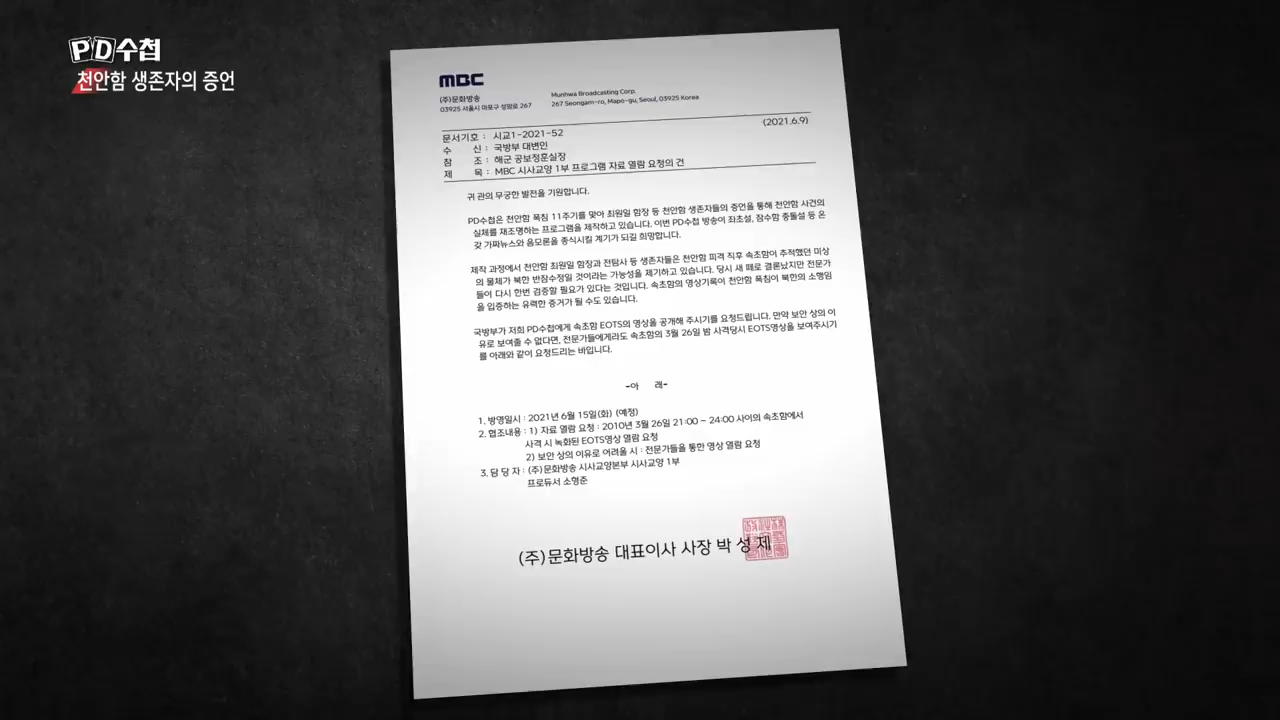 PD수첩
천안함 생존자의 증언
MBC
(주)문화방송
03925 서울시 마포구 성암로 267
Munhwa Broadcasting Corp.
267 Seongam-ro, Mapo-gu, Seoul, 03925 Korea
(2021.6.9)
문서기호 : 시교1-2021-52
수 신 : 국방부 대변인
참 조 : 해군 공보정훈실장
제 목 : MBC 시사교양 1부 프로그램 자료 열람 요청의 건
귀 관의 무궁한 발전을 기원합니다.
PD수첩은 천안함 폭침 11주기를 맞아 최원일 함장 등 천안함 생존자들의 증언을 통해 천안함 사건의
실체를 재조명하는 프로그램을 제작하고 있습니다. 이번 PD수첩 방송이 좌초설, 잠수함 충돌설 등 온
갖 가짜뉴스와 음모론을 종식시킬 계기가 되길 희망합니다.
제작 과정에서 천안함 최원일 함장과 전탐사 등 생존자들은 천안함 피격 직후 속초함이 추적했던 미상
의 물체가 북한 반잠수정일 것이라는 가능성을 제기하고 있습니다. 당시 새 떼로 결론났지만 전문가
들이 다시 한번 검증할 필요가 있다는 것입니다. 속초함의 영상기록이 천안함 폭침이 북한의 소행임
을 입증하는 유력한 증거가 될 수도 있습니다.
국방부가 저희 PD수첩에게 속초함 EOTS의 영상을 공개해 주시기를 요청드립니다. 만약 보안 상의 이
유로 보여줄 수 없다면, 전문가들에게라도 속초함의 3월 26일 밤 사격당시 EOTS영상을 보여주시기
를 아래와 같이 요청드리는 바입니다.
-아 래-
1. 방영일시 : 2021년 6월 15일(화) (예정)
2. 협조내용 : 1) 자료 열람 요청 : 2010년 3월 26일 21:00 ~ 24:00 사이의 속초함에서
사격 시 녹화된 EOTS영상 열람 요청
2) 보안 상의 이유로 어려울 시 : 전문가들을 통한 영상 열람 요청
3. 담 당 자 : (주)문화방송 시사교양본부 시사교양 1부
프로듀서 소형준
(주)문화방송 대표이사 사장 박 성 제